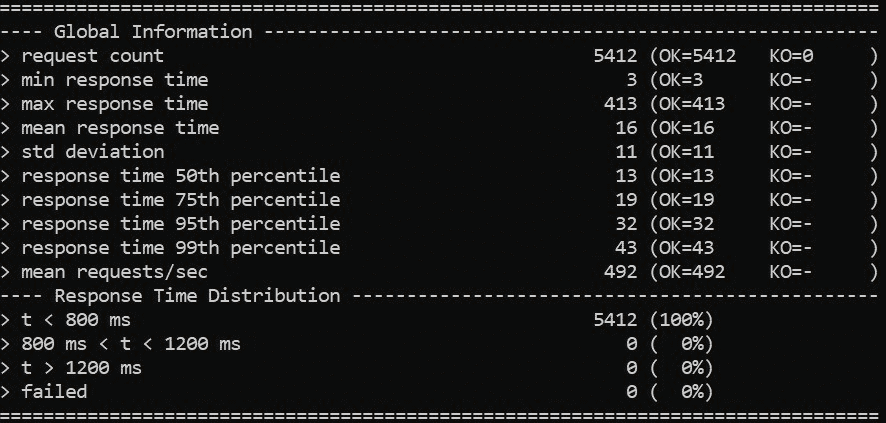 ================================================================================
---- Global Information --------------------------------------------------------
> request count                                       5412 (OK=5412   KO=0     )
> min response time                                      3 (OK=3      KO=-     )
> max response time                                    413 (OK=413    KO=-     )
> mean response time                                    16 (OK=16     KO=-     )
> std deviation                                         11 (OK=11     KO=-     )
> response time 50th percentile                         13 (OK=13     KO=-     )
> response time 75th percentile                         19 (OK=19     KO=-     )
> response time 95th percentile                         32 (OK=32     KO=-     )
> response time 99th percentile                         43 (OK=43     KO=-     )
> mean requests/sec                                    492 (OK=492    KO=-     )
---- Response Time Distribution ------------------------------------------------
> t < 800 ms                                          5412 (100%)
> 800 ms < t < 1200 ms                                   0 (  0%)
> t > 1200 ms                                            0 (  0%)
> failed                                                 0 (  0%)
================================================================================